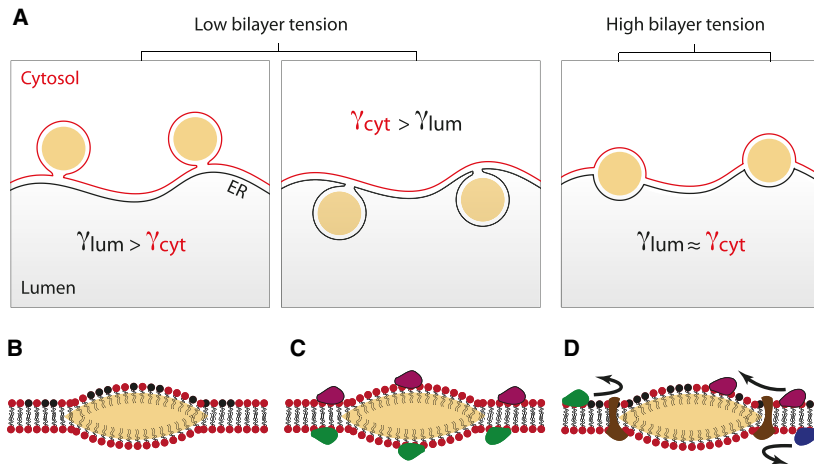 A
Low bilayer tension
High bilayer tension
Cytosol
ER
γlum > γcyt
Lumen
γcyt > γlum
γlum ≈ γcyt
B
C
D